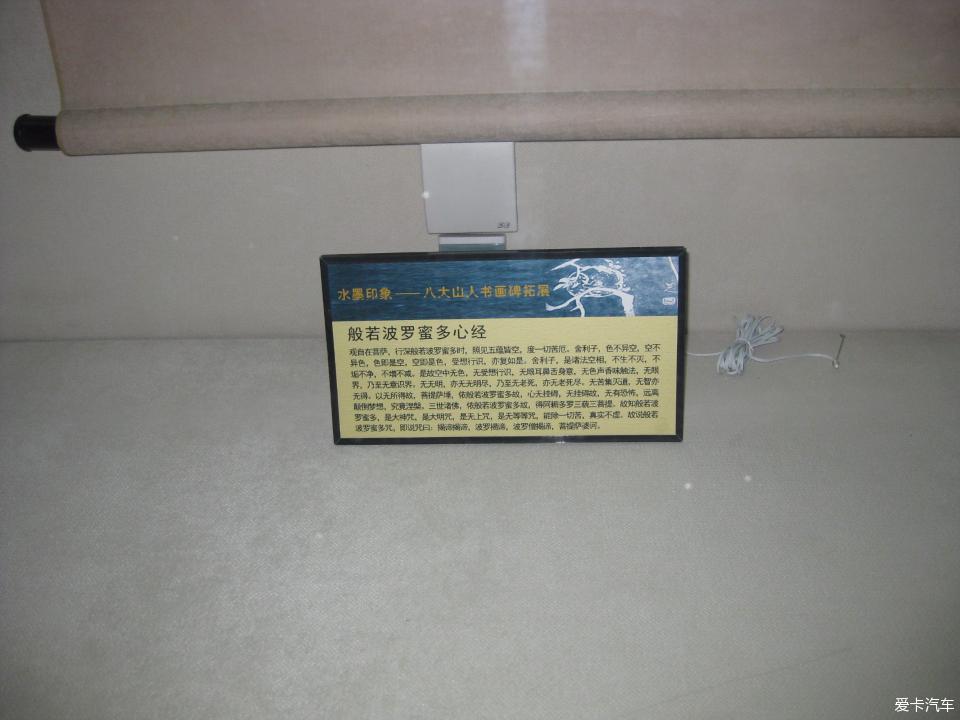 水墨印象——八大山人书画碑拓展
般若波罗蜜多心经
观自在菩萨，行深般若波罗蜜多时，照见五蕴皆空，度一切苦厄。舍利子，色不异空，空不
异色，色即是空，空即是色，受想行识，亦复如是。舍利子，是诸法空相，不生不灭，不
垢不净，不增不减。是故空中无色，无受想行识，无眼耳鼻舌身意，无色声香味触法，无眼
界，乃至无意识界。无无明，亦无无明尽，乃至无老死，亦无老死尽。无苦集灭道，无智亦
无得。以无所得故，菩提萨埵，依般若波罗蜜多故，心无挂碍，无挂碍故，无有恐怖，远离
颠倒梦想，究竟涅槃。三世诸佛，依般若波罗蜜多故，得阿耨多罗三藐三菩提。故知般若波
罗蜜多，是大神咒，是大明咒，是无上咒，是无等等咒，能除一切苦，真实不虚。故说般若
波罗蜜多咒，即说咒曰：揭谛揭谛，波罗揭谛，波罗僧揭谛，菩提萨婆诃。
爱卡汽车